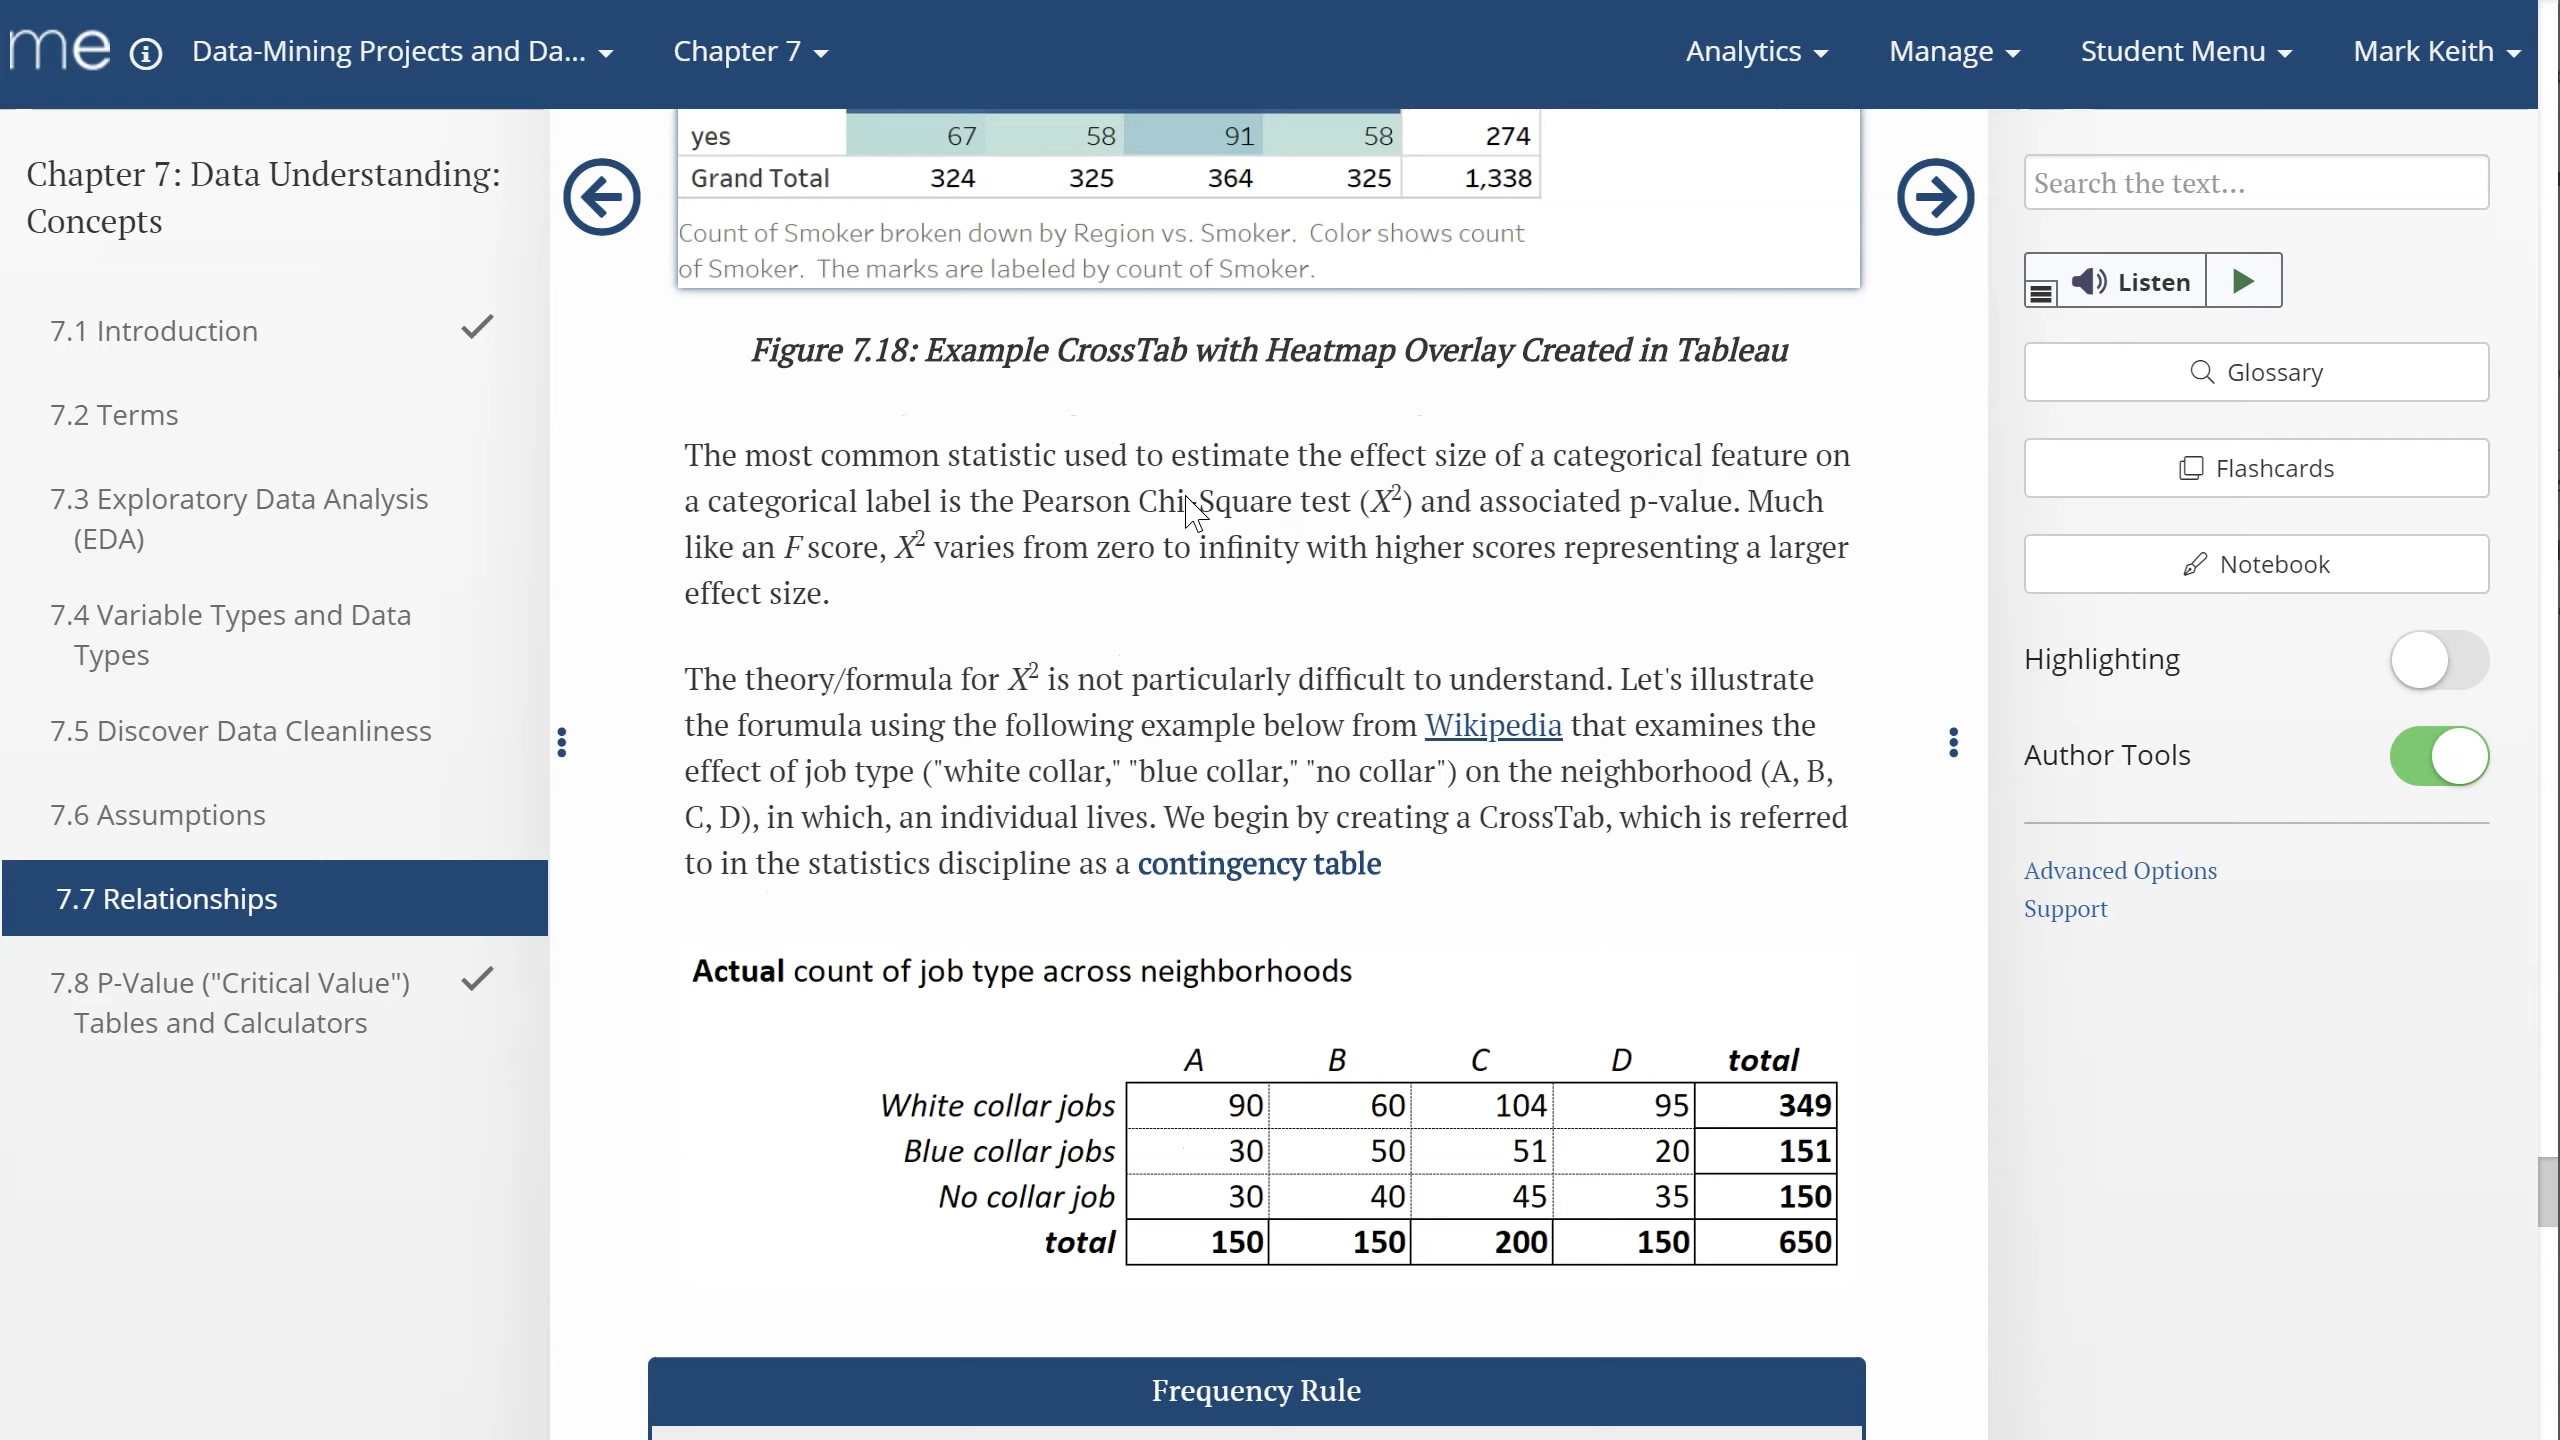 me Data-Mining Projects and Da... Chapter 7 Analytics Manage Student Menu Mark Keith
Chapter 7: Data Understanding:
Concepts
7.1 Introduction
7.2 Terms
7.3 Exploratory Data Analysis
(EDA)
7.4 Variable Types and Data
Types
7.5 Discover Data Cleanliness
7.6 Assumptions
7.7 Relationships
7.8 P-Value ("Critical Value")
Tables and Calculators
yes 67 58 91 58 274
Grand Total 324 325 364 325 1,338
Count of Smoker broken down by Region vs. Smoker. Color shows count
of Smoker. The marks are labeled by count of Smoker.
Figure 7.18: Example CrossTab with Heatmap Overlay Created in Tableau
The most common statistic used to estimate the effect size of a categorical feature on
a categorical label is the Pearson Chi-Square test (X²) and associated p-value. Much
like an F score, X² varies from zero to infinity with higher scores representing a larger
effect size.
The theory/formula for X² is not particularly difficult to understand. Let's illustrate
the forumula using the following example below from Wikipedia that examines the
effect of job type ("white collar," "blue collar," "no collar") on the neighborhood (A, B,
C, D), in which, an individual lives. We begin by creating a CrossTab, which is referred
to in the statistics discipline as a contingency table
Actual count of job type across neighborhoods
A B C D total
White collar jobs 90 60 104 95 349
Blue collar jobs 30 50 51 20 151
No collar job 30 40 45 35 150
total 150 150 200 150 650
Frequency Rule
Search the text...
Listen
Glossary
Flashcards
Notebook
Highlighting
Author Tools
Advanced Options
Support